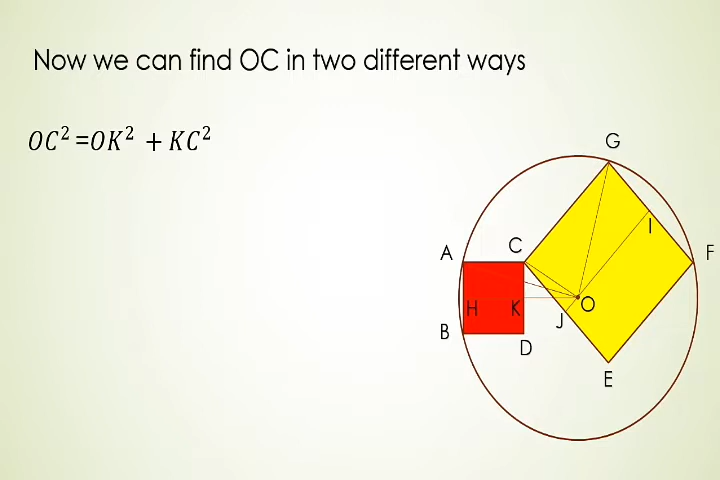 Now we can find OC in two different ways
OC² =OK² + KC²
G
I
A
C
F
H
K
O
B
J
D
E